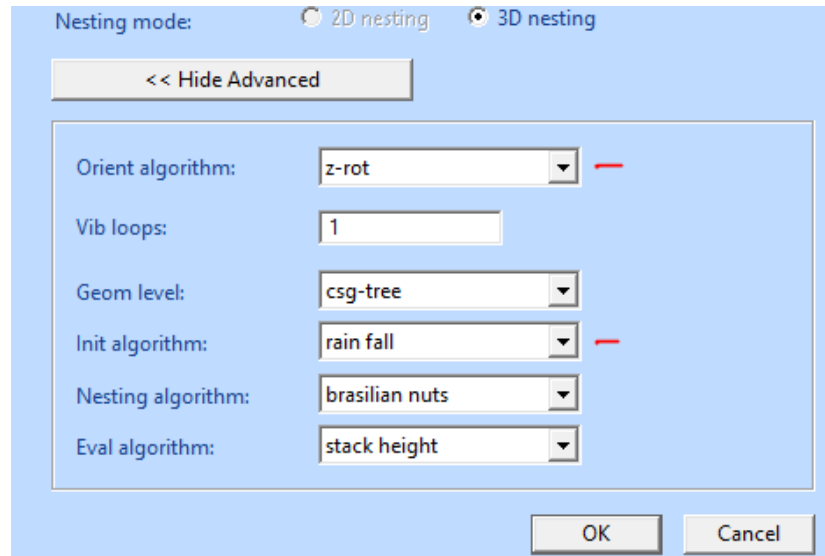 Nesting mode: 2D nesting 3D nesting
<< Hide Advanced
Orient algorithm: z-rot
Vib loops: 1
Geom level: csg-tree
Init algorithm: rain fall
Nesting algorithm: brasilian nuts
Eval algorithm: stack height
OK Cancel